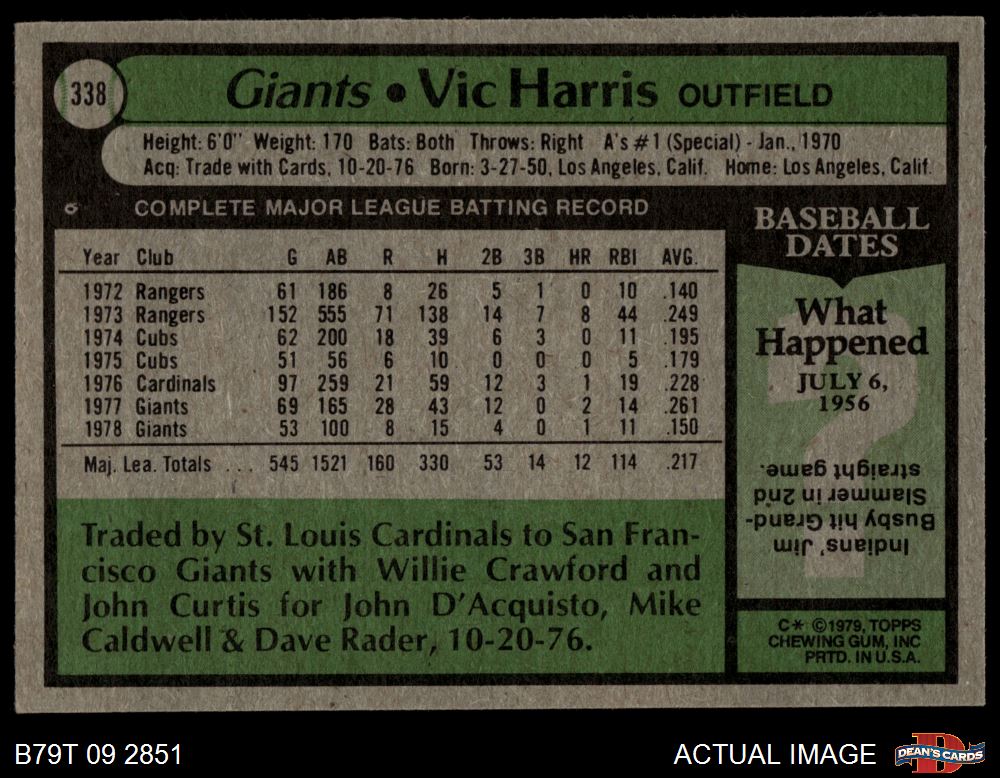 338
Giants • Vic Harris OUTFIELD
Height: 6'0" Weight: 170 Bats: Both Throws: Right A's #1 (Special) - Jan., 1970
Acq: Trade with Cards, 10-20-76 Born: 3-27-50, Los Angeles, Calif. Home: Los Angeles, Calif.
COMPLETE MAJOR LEAGUE BATTING RECORD
Year Club G AB R H 2B 3B HR RBI AVG.
1972 Rangers 61 186 8 26 5 1 0 10 .140
1973 Rangers 152 555 71 138 14 7 8 44 .249
1974 Cubs 62 200 18 39 6 3 0 11 .195
1975 Cubs 51 56 6 10 0 0 0 5 .179
1976 Cardinals 97 259 21 59 12 3 1 19 .228
1977 Giants 69 165 28 43 12 0 2 14 .261
1978 Giants 53 100 8 15 4 0 1 11 .150
Maj. Lea. Totals ... 545 1521 160 330 53 14 12 114 .217
Traded by St. Louis Cardinals to San Fran-
cisco Giants with Willie Crawford and
John Curtis for John D'Acquisto, Mike
Caldwell & Dave Rader, 10-20-76.
BASEBALL
DATES
What
Happened
JULY 6,
1956
?
Indians' Jim
Busby hit Grand-
Slammer in 2nd
straight game.
C* ©1979, TOPPS
CHEWING GUM, INC
PRTD. IN U.S.A.
B79T 09 2851
ACTUAL IMAGE
DEAN'S CARDS